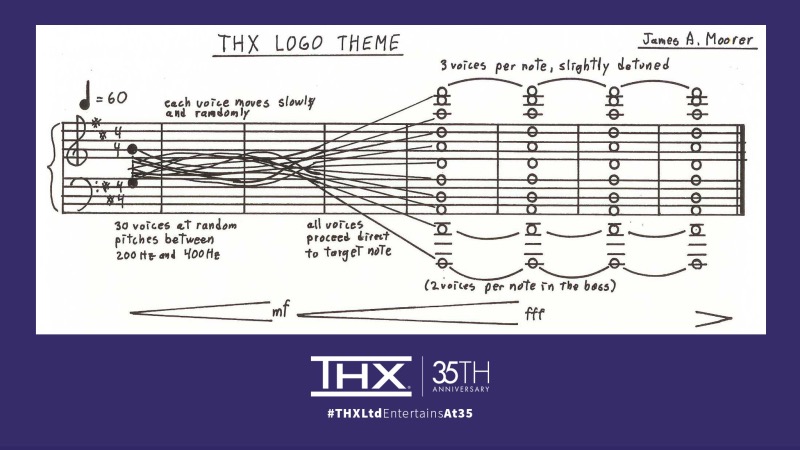 THX LOGO THEME
James A. Moorer
3 voices per note, slightly detuned
= 60
each voice moves slowly
and randomly
4
4
4
4
30 voices at random
pitches between
200 Hz and 400 Hz
all voices
proceed direct
to target note
(2 voices per note in the bass)
mf
fff
THX
35TH
ANNIVERSARY
#THXLtdEntertainsAt35